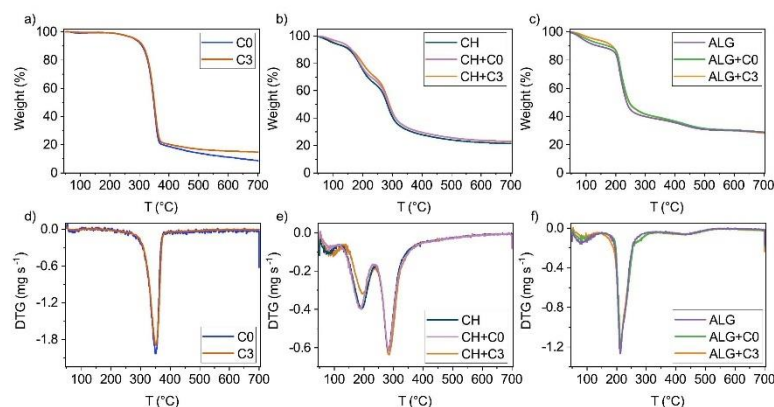 a)
C0
C3
Weight (%)
100
80
60
40
20
0
100 200 300 400 500 600 700
T (°C)
b)
CH
CH+C0
CH+C3
Weight (%)
100
80
60
40
20
0
100 200 300 400 500 600 700
T (°C)
c)
ALG
ALG+C0
ALG+C3
Weight (%)
100
80
60
40
20
0
100 200 300 400 500 600 700
T (°C)
d)
C0
C3
DTG (mg s⁻¹)
0.0
-0.6
-1.2
-1.8
100 200 300 400 500 600 700
T (°C)
e)
CH
CH+C0
CH+C3
DTG (mg s⁻¹)
0.0
-0.2
-0.4
-0.6
100 200 300 400 500 600 700
T (°C)
f)
ALG
ALG+C0
ALG+C3
DTG (mg s⁻¹)
0.0
-0.4
-0.8
-1.2
100 200 300 400 500 600 700
T (°C)